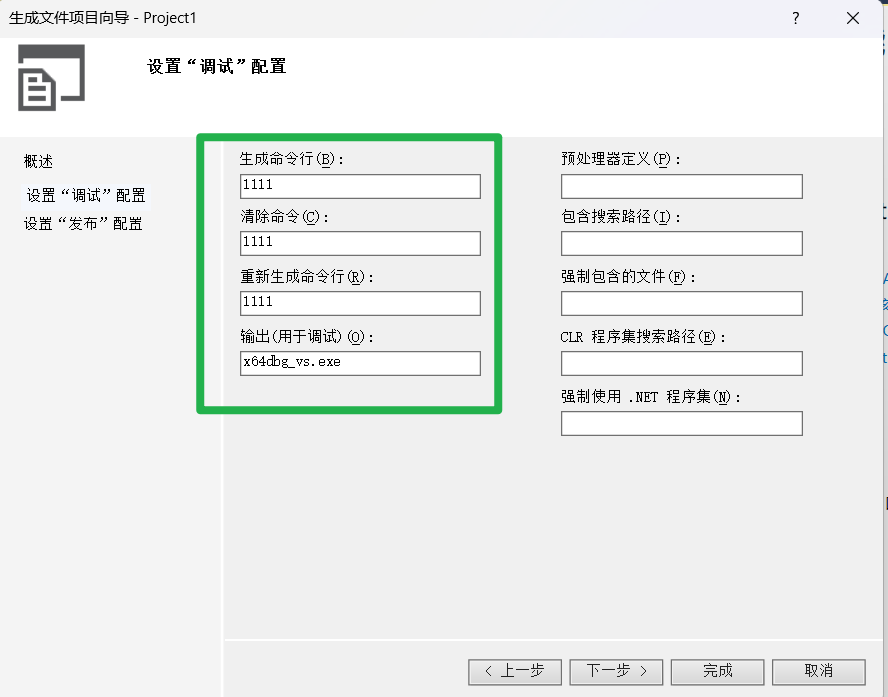 生成文件项目向导 - Project1
?
设置“调试”配置
概述
设置“调试”配置
设置“发布”配置
生成命令行(B):
1111
清除命令(C):
1111
重新生成命令行(R):
1111
输出(用于调试)(O):
x64dbg_vs.exe
预处理器定义(P):
包含搜索路径(I):
强制包含的文件(F):
CLR 程序集搜索路径(E):
强制使用 .NET 程序集(N):
< 上一步
下一步 >
完成
取消